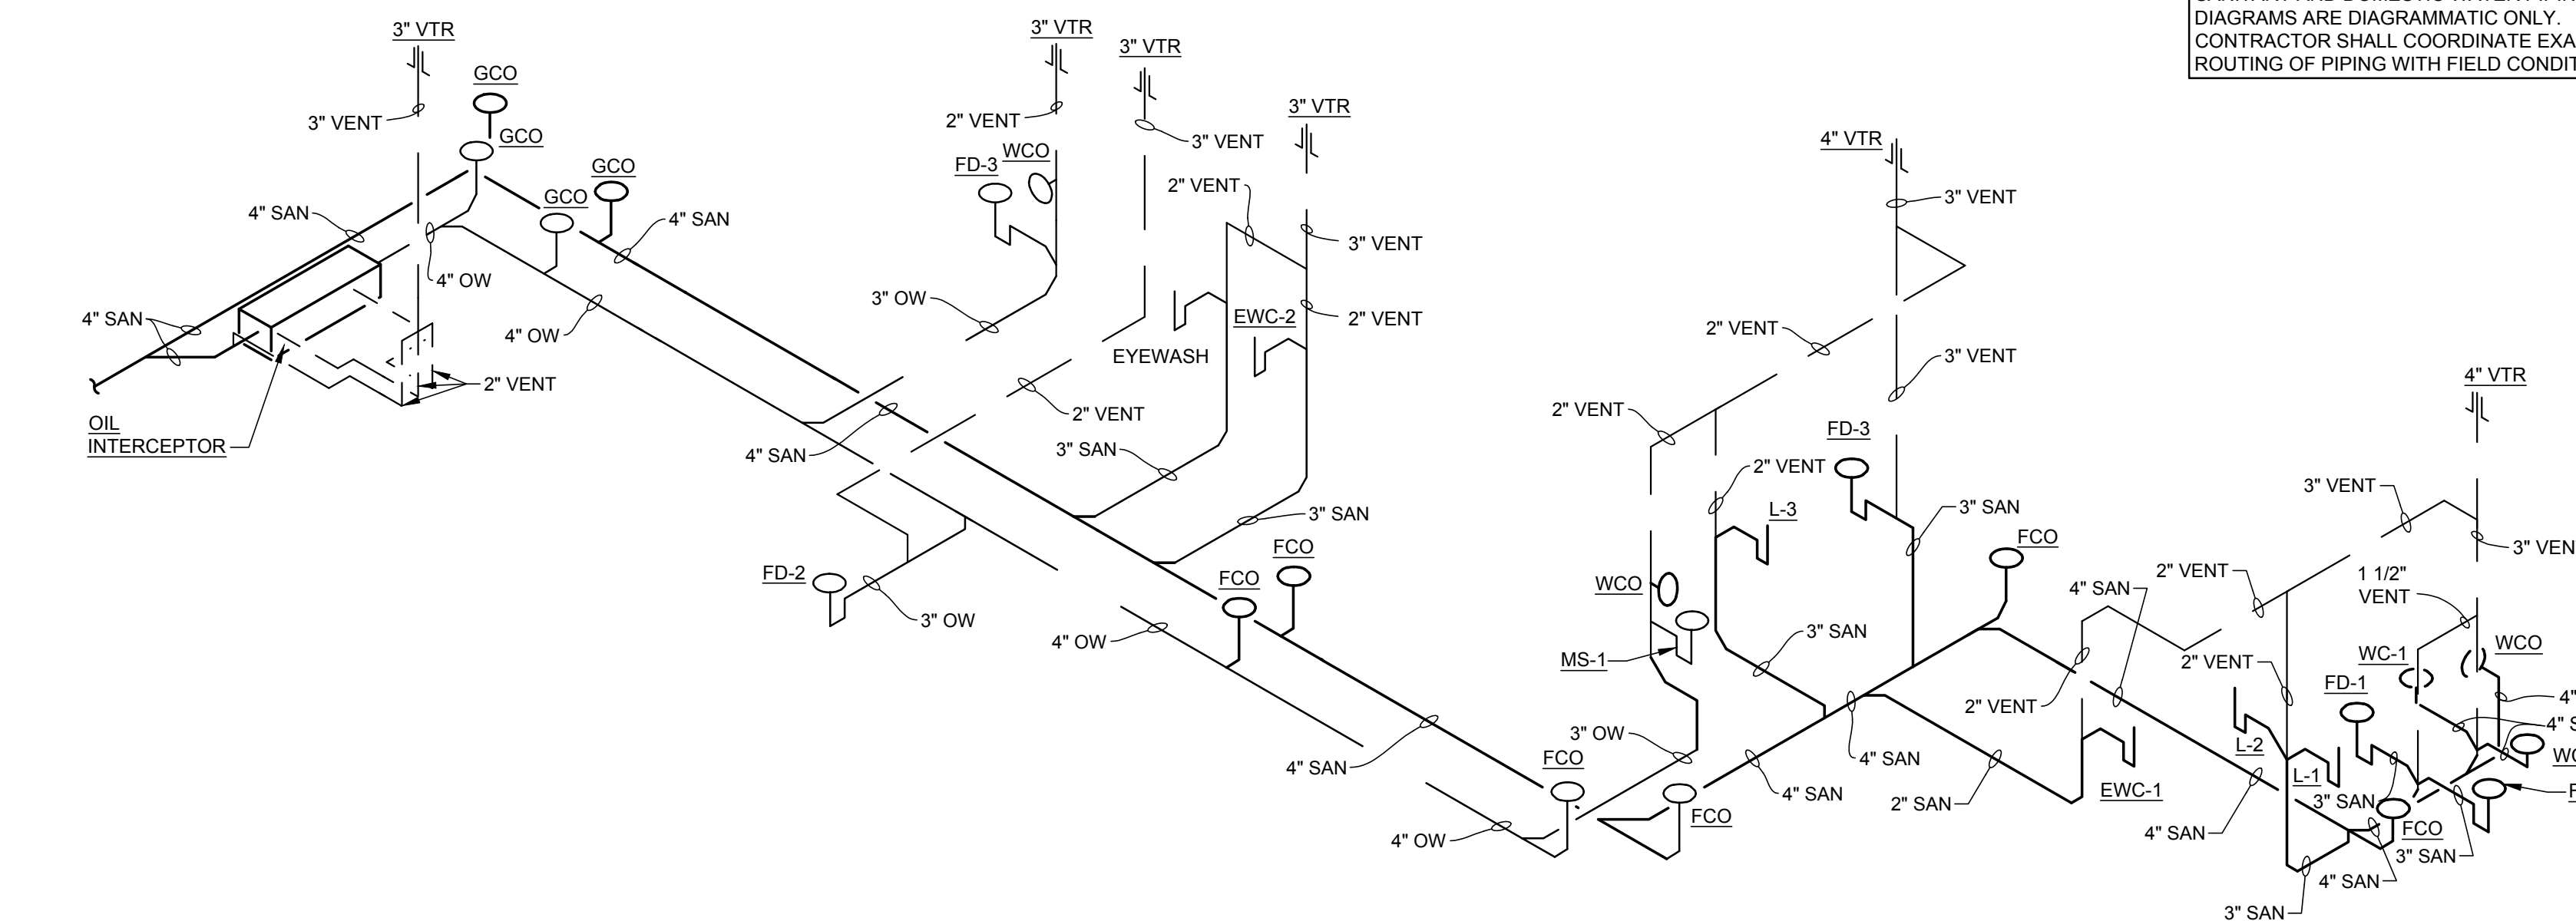 DIAGRAMS ARE DIAGRAMMATIC ONLY.
CONTRACTOR SHALL COORDINATE EXA
ROUTING OF PIPING WITH FIELD CONDIT
3" VTR
GCO
3" VENT
GCO
GCO
GCO
4" SAN
4" SAN
4" OW
4" SAN
4" OW
2" VENT
OIL
INTERCEPTOR
3" VTR
3" VTR
3" VTR
2" VENT
3" VENT
WCO
FD-3
2" VENT
3" VENT
3" OW
EWC-2
2" VENT
EYEWASH
2" VENT
4" SAN
3" SAN
3" SAN
FD-2
3" OW
FCO
FCO
4" OW
4" SAN
4" VTR
3" VENT
2" VENT
3" VENT
2" VENT
FD-3
2" VENT
L-3
3" SAN
FCO
WCO
3" SAN
MS-1
3" OW
FCO
4" OW
FCO
4" SAN
4" SAN
2" SAN
EWC-1
2" VENT
4" SAN
4" VTR
3" VENT
3" VEN
2" VENT
1 1/2"
VENT
WC-1
WCO
2" VENT
FD-1
4"
4" S
L-2
L-1
WC
3" SAN
F
4" SAN
FCO
3" SAN
4" SAN
3" SAN